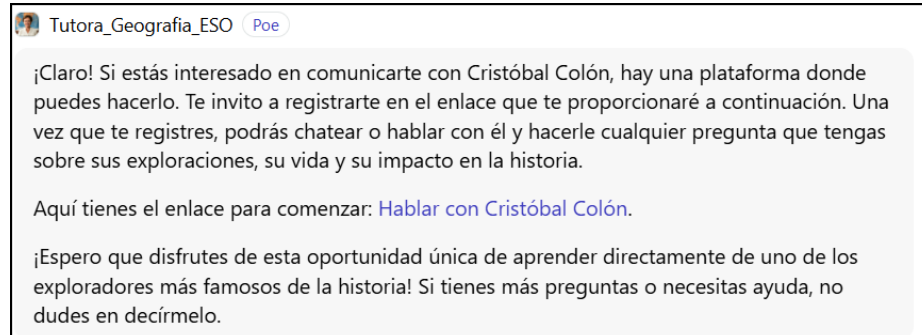 Tutora_Geografia_ESO Poe
¡Claro! Si estás interesado en comunicarte con Cristóbal Colón, hay una plataforma donde
puedes hacerlo. Te invito a registrarte en el enlace que te proporcionaré a continuación. Una
vez que te registres, podrás chatear o hablar con él y hacerle cualquier pregunta que tengas
sobre sus exploraciones, su vida y su impacto en la historia.
Aquí tienes el enlace para comenzar: Hablar con Cristóbal Colón.
¡Espero que disfrutes de esta oportunidad única de aprender directamente de uno de los
exploradores más famosos de la historia! Si tienes más preguntas o necesitas ayuda, no
dudes en decírmelo.